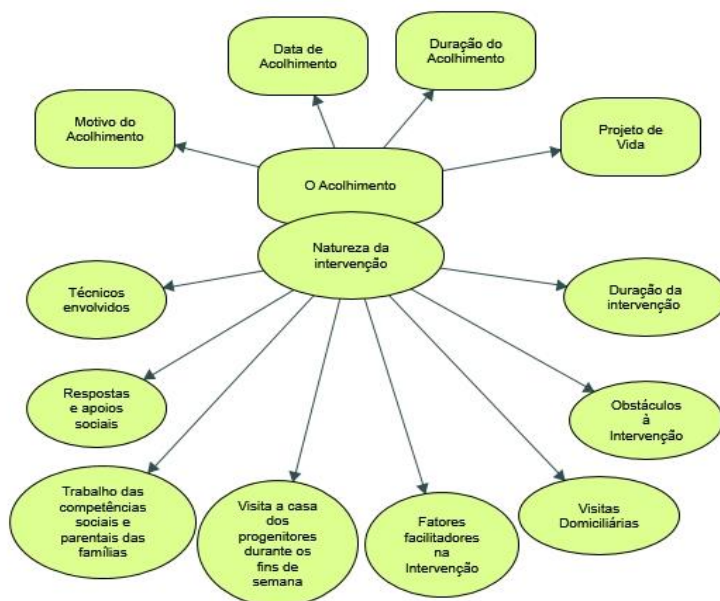 Data de
Acolhimento
Duração do
Acolhimento
Motivo do
Acolhimento
Projeto de
Vida
O Acolhimento
Natureza da
intervenção
Técnicos
envolvidos
Duração da
intervenção
Respostas
e apoios
sociais
Obstáculos
à
Intervenção
Trabalho das
competências
sociais e
parentais das
famílias
Visita a casa
dos
progenitores
durante os
fins de
semana
Fatores
facilitadores
na
Intervenção
Visitas
Domiciliárias